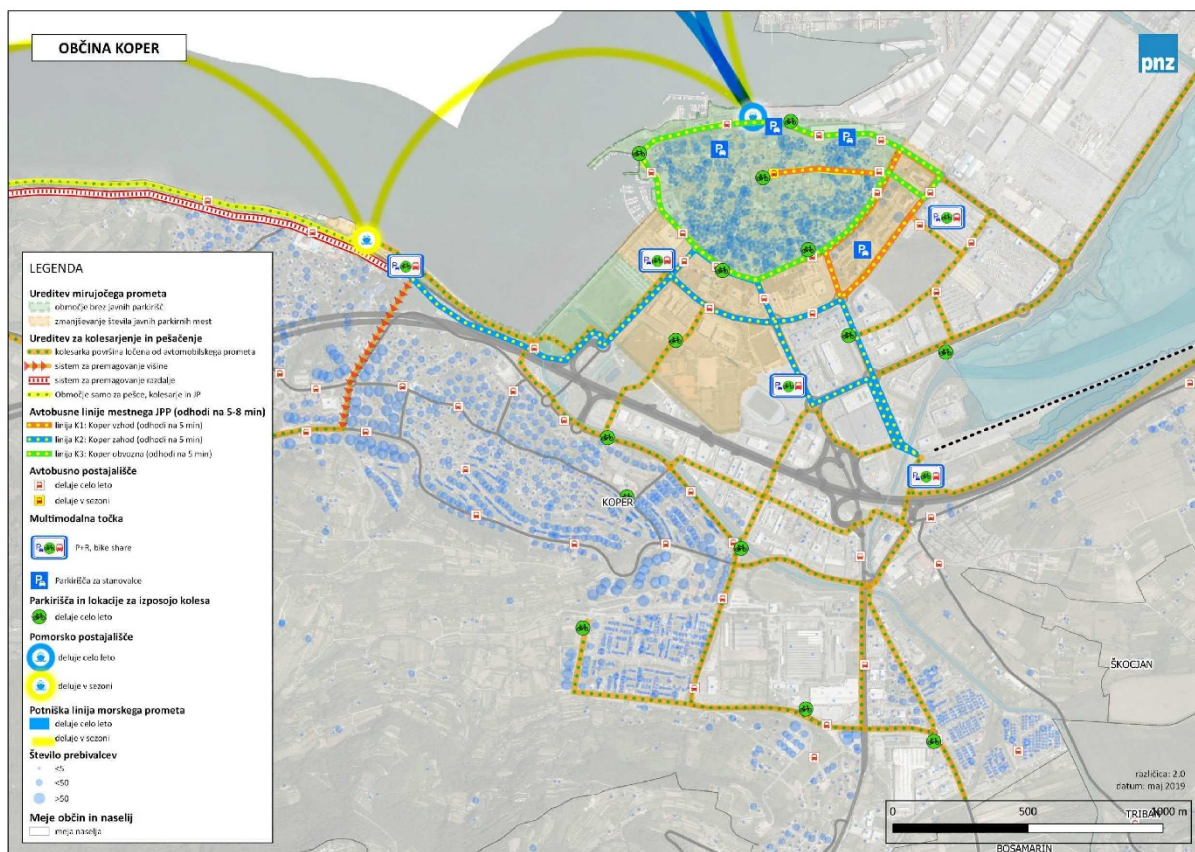 OBČINA KOPER
pnz
LEGENDA
Ureditev mirujočega prometa
območje brez javnih parkirišč
zmanjševanje števila javnih parkirnih mest
Ureditev za kolesarjenje in pešačenje
kolesarka površina ločena od avtomobilskega prometa
sistem za premagovanje višine
sistem za premagovanje razdalje
Območje samo za pešce, kolesarje in JP
Avtobusne linije mestnega JPP (odhodi na 5-8 min)
linija K1: Koper vzhod (odhodi na 5 min)
linija K2: Koper zahod (odhodi na 5 min)
linija K3: Koper obvozna (odhodi na 5 min)
Avtobusno postajališče
deluje celo leto
deluje v sezoni
Multimodalna točka
P+R, bike share
Parkirišča za stanovalce
Parkirišča in lokacije za izposojo kolesa
deluje celo leto
Pomorsko postajališče
deluje celo leto
deluje v sezoni
Potniška linija morskega prometa
deluje celo leto
deluje v sezoni
Število prebivalcev
<5
<50
>50
Meje občin in naselij
meja naselja
KOPER
ŠKOCJAN
različica: 2.0
datum: maj 2019
0 500 1000 m
TRIBAN
BOŠAMARIN